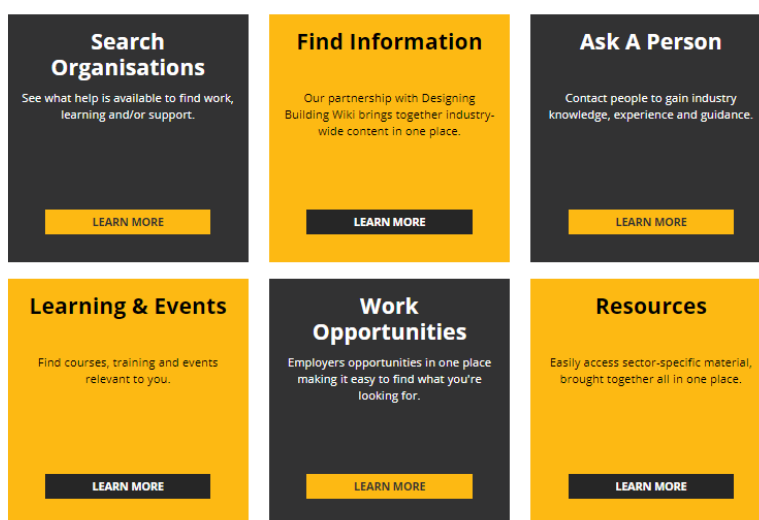 Search
Organisations
See what help is available to find work,
learning and/or support.
LEARN MORE
Find Information
Our partnership with Designing
Building Wiki brings together industry-
wide content in one place.
LEARN MORE
Ask A Person
Contact people to gain industry
knowledge, experience and guidance.
LEARN MORE
Learning & Events
Find courses, training and events
relevant to you.
LEARN MORE
Work
Opportunities
Employers opportunities in one place
making it easy to find what you're
looking for.
LEARN MORE
Resources
Easily access sector-specific material,
brought together all in one place.
LEARN MORE